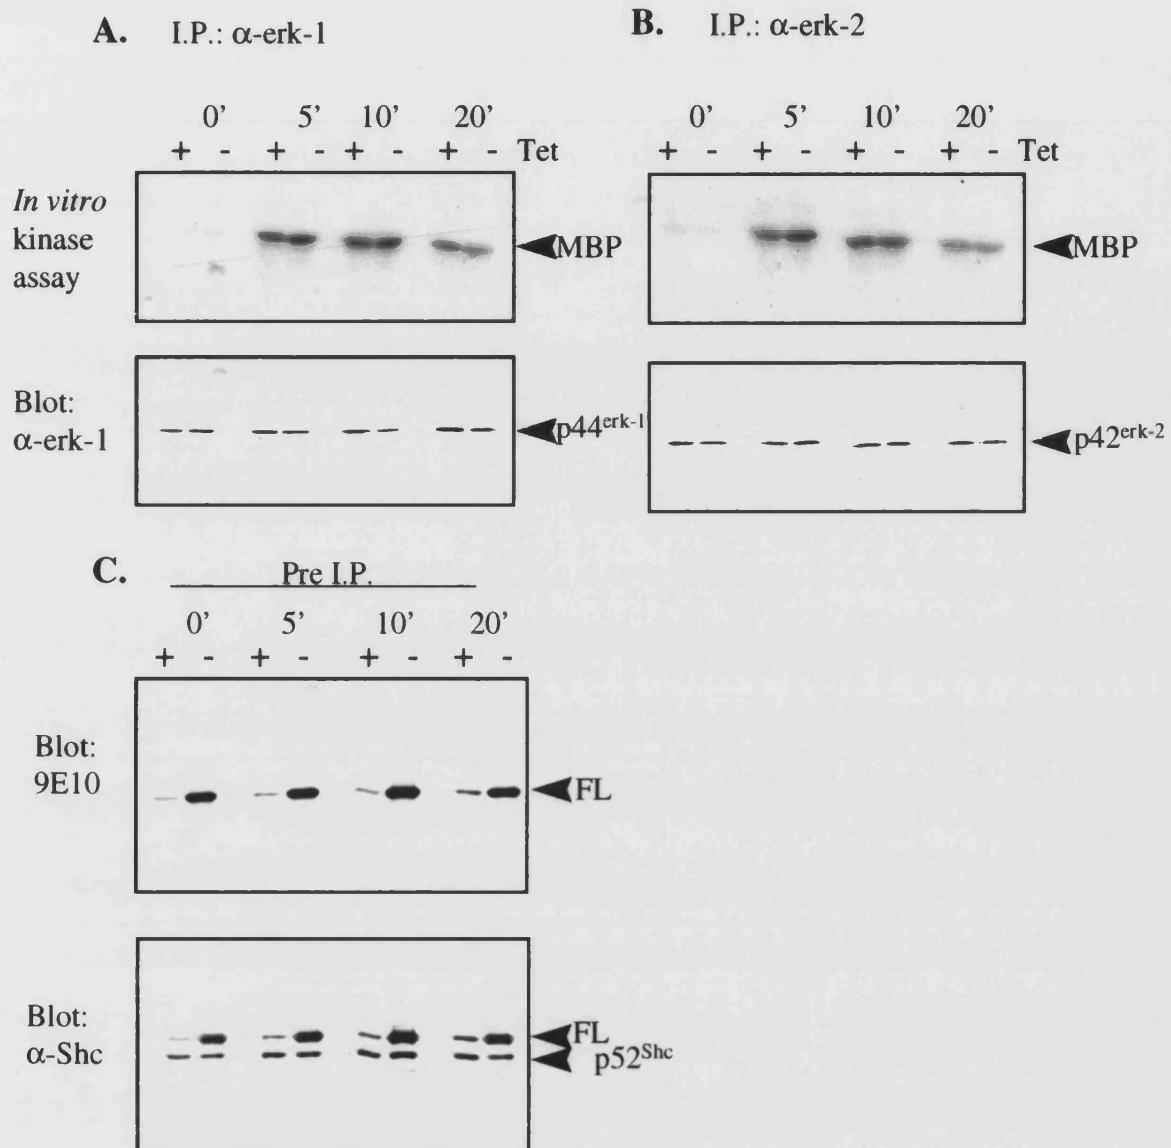 A. I.P.: α-erk-1
0' 5' 10' 20'
+ - + - + - + - Tet
In vitro
kinase
assay
MBP
Blot:
α-erk-1
p44erk-1
B. I.P.: α-erk-2
0' 5' 10' 20'
+ - + - + - + - Tet
MBP
p42erk-2
C. Pre I.P.
0' 5' 10' 20'
+ - + - + - + -
Blot:
9E10
FL
Blot:
α-Shc
FL
p52Shc